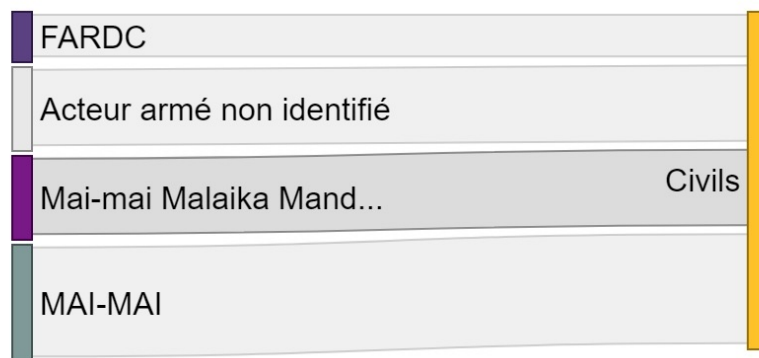 FARDC
Acteur armé non identifié
Mai-mai Malaika Mand...
Civils
MAI-MAI